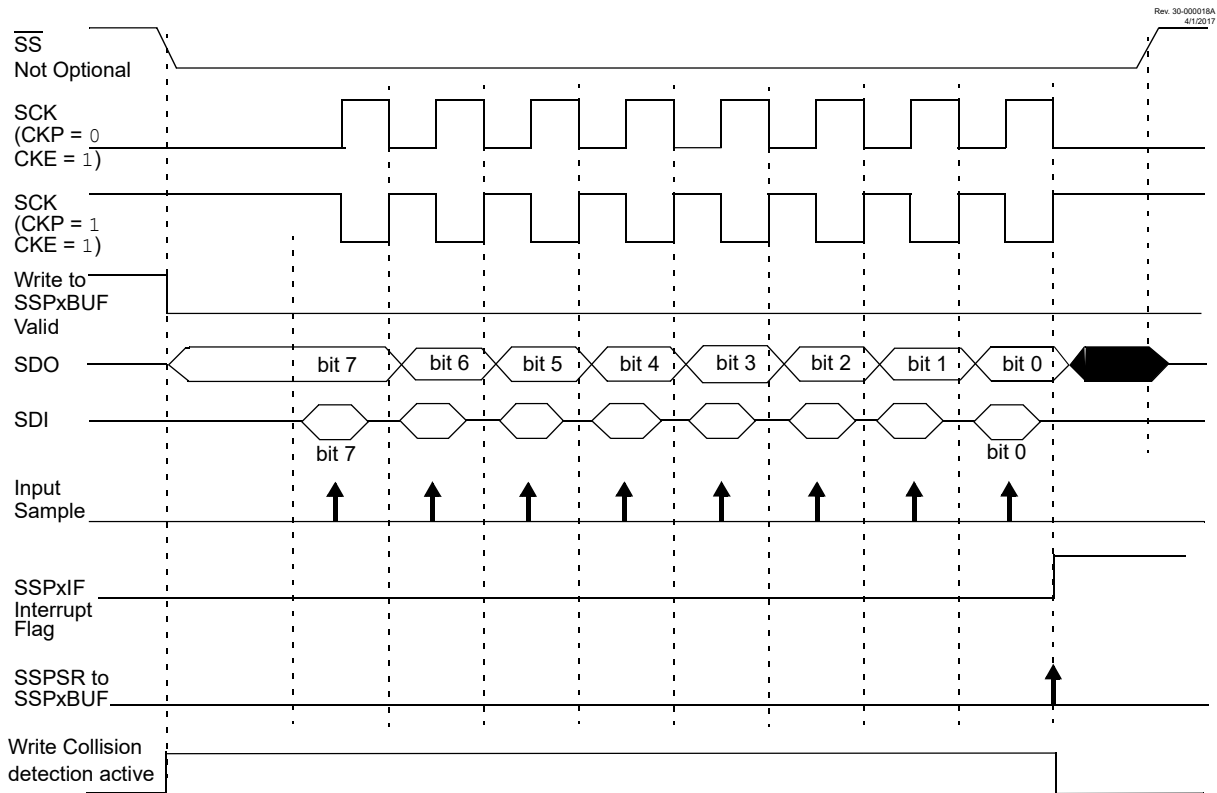 Rev. 30-000018A
4/1/2017
SS
Not Optional
SCK
(CKP = 0
CKE = 1)
SCK
(CKP = 1
CKE = 1)
Write to
SSPxBUF
Valid
SDO
bit 7
bit 6
bit 5
bit 4
bit 3
bit 2
bit 1
bit 0
SDI
bit 7
bit 0
Input
Sample
SSPxIF
Interrupt
Flag
SSPSR to
SSPxBUF
Write Collision
detection active